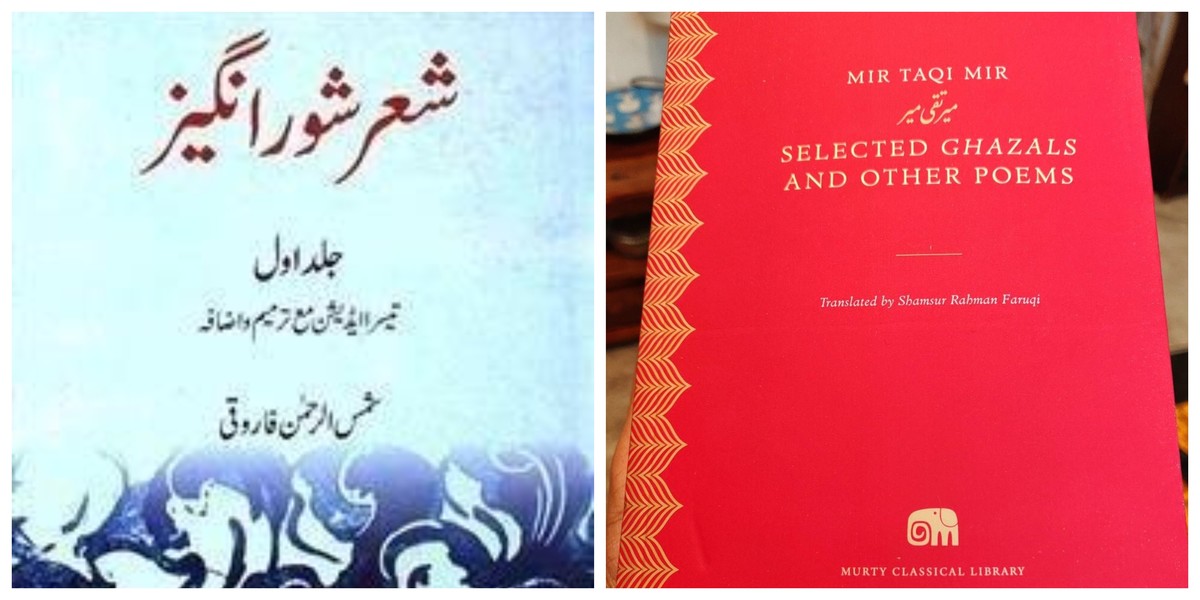 شعر شور انگیز
جلد اول
تیسرا ایڈیشن مع ترمیم و اضافہ
شمس الرحمٰن فاروقی
MIR TAQI MIR
میر تقی میر
SELECTED GHAZALS
AND OTHER POEMS
Translated by Shamsur Rahman Faruqi
MURTY CLASSICAL LIBRARY